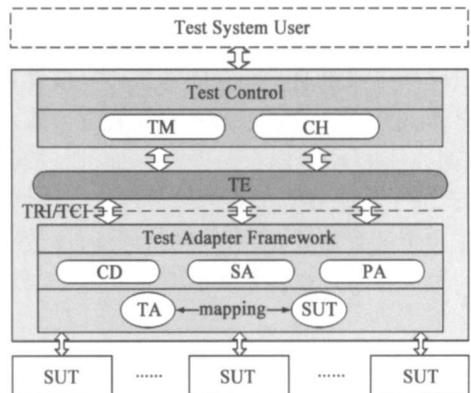 Test System User
Test Control
TM CH
TE
TRI/TCI
Test Adapter Framework
CD SA PA
TA mapping SUT
SUT ...... SUT ...... SUT